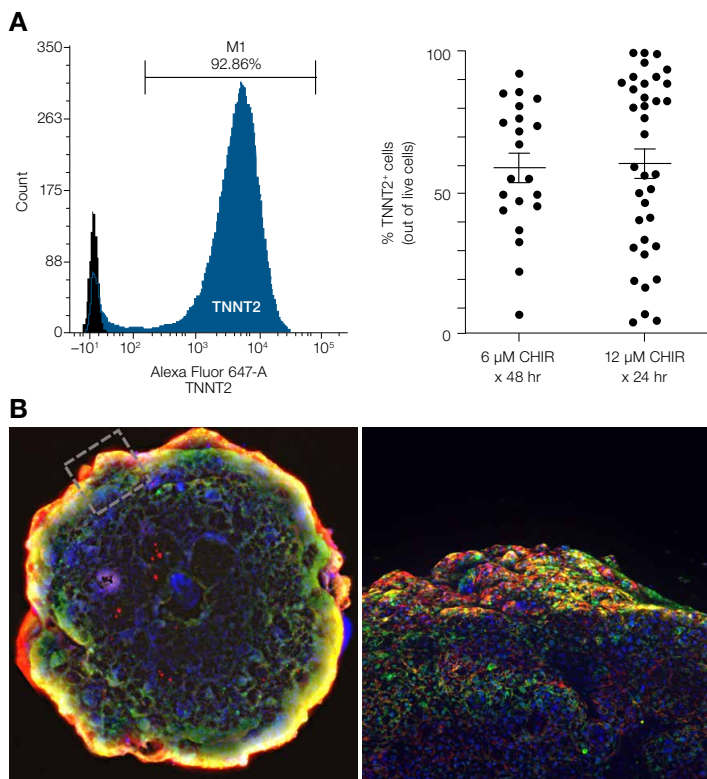 A
M1
92.86%
350
263
175
88
0
Count
TNNT2
−10¹ 10² 10³ 10⁴ 10⁵
Alexa Fluor 647-A
TNNT2
100
50
0
% TNNT2⁺ cells
(out of live cells)
6 µM CHIR
x 48 hr
12 µM CHIR
x 24 hr
B